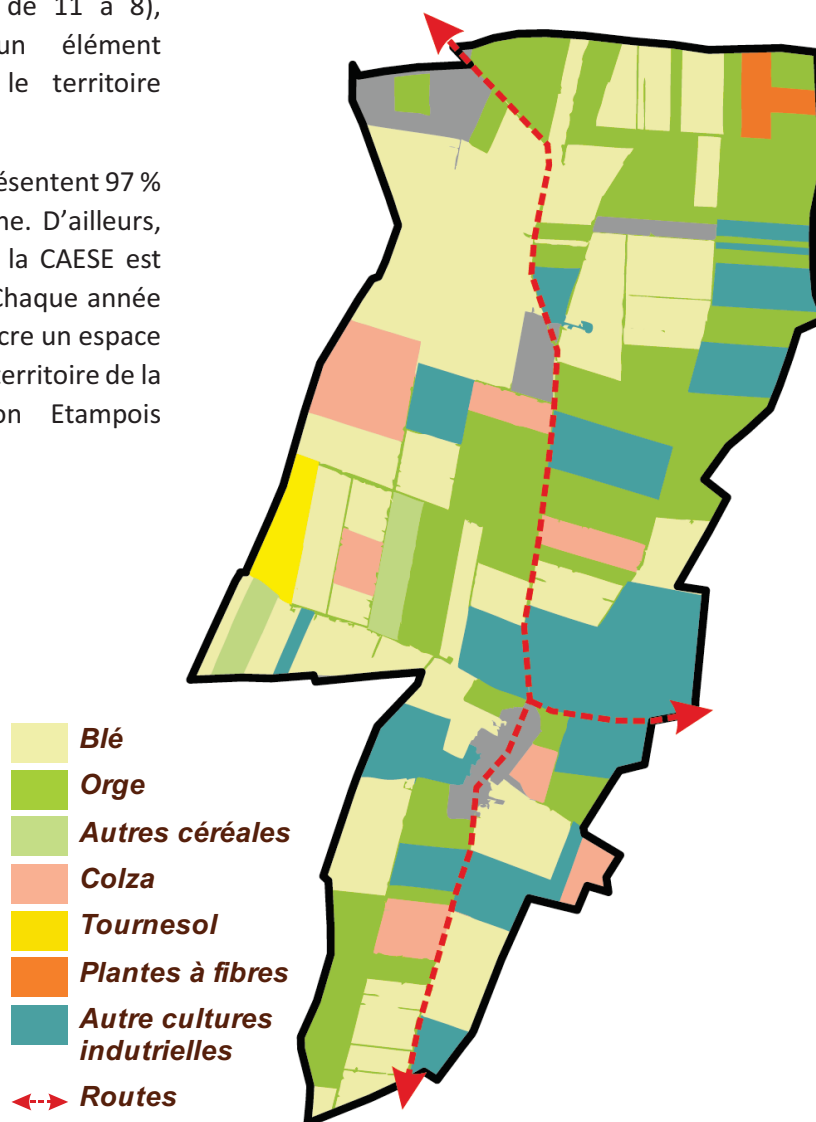 de 11 à 8),
un élément
le territoire
ésentent 97 %
ne. D'ailleurs,
la CAESE est
Chaque année
cre un espace
territoire de la
on Etampois
Blé
Orge
Autres céréales
Colza
Tournesol
Plantes à fibres
Autre cultures
indutrielles
Routes